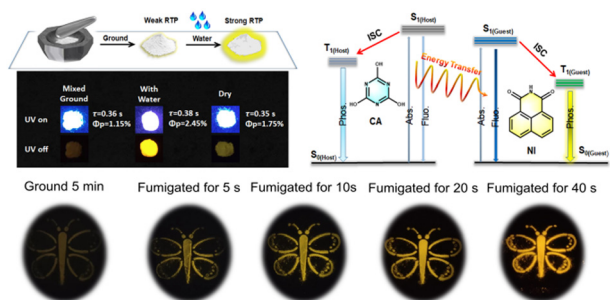 Weak RTP
Strong RTP
Ground
Water
Mixed
Ground
With
Water
Dry
UV on
τ=0.36 s
Φp=1.15%
τ=0.38 s
Φp=2.45%
τ=0.35 s
Φp=1.75%
UV off
S1(Host)
ISC
T1(Host)
Phos.
OH
N
N
HO
N
OH
CA
Abs.
Fluo.
S0(Host)
Energy Transfer
S1(Guest)
ISC
T1(Guest)
Abs.
Fluo.
O
H
N
O
NI
Phos.
S0(Guest)
Ground 5 min
Fumigated for 5 s
Fumigated for 10s
Fumigated for 20 s
Fumigated for 40 s